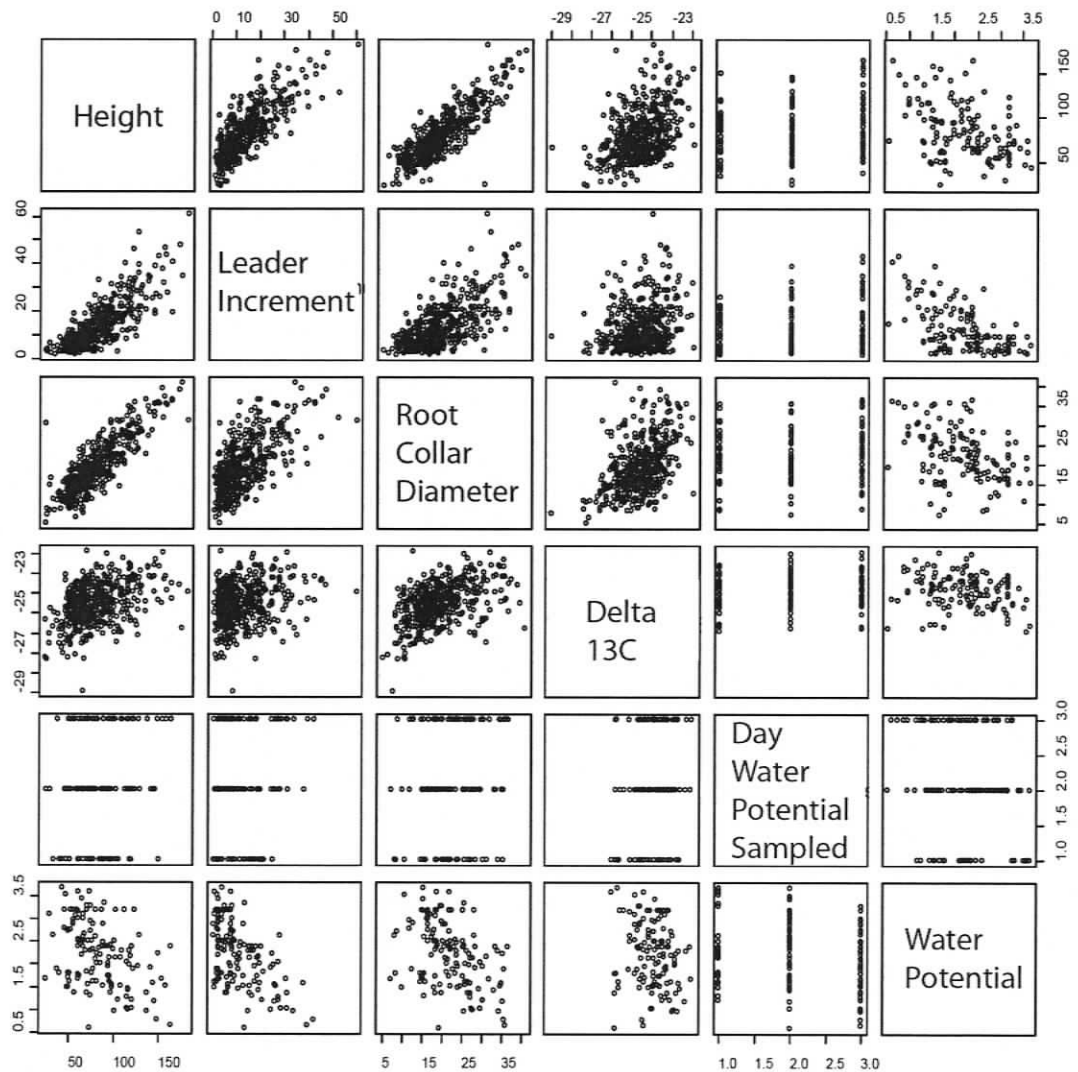 0 10 30 50
-29 -27 -25 -23
0.5 1.5 2.5 3.5
Height
50 100 150
0 20 40 60
Leader
Increment
Root
Collar
Diameter
5 15 25 35
-29 -27 -25 -23
Delta
13C
Day
Water
Potential
Sampled
1.0 1.5 2.0 2.5 3.0
0.5 1.5 2.5 3.5
Water
Potential
50 100 150
5 15 25 35
1.0 1.5 2.0 2.5 3.0